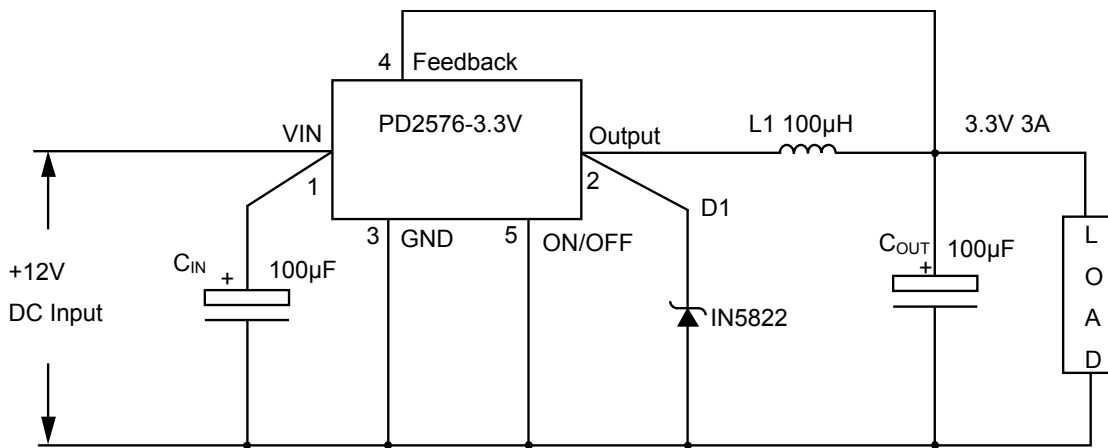 4 Feedback
PD2576-3.3V
VIN
Output
L1 100μH
3.3V 3A
1
2
D1
3 GND
5 ON/OFF
+12V
DC Input
CIN
+
100μF
IN5822
COUT
+
100μF
L
O
A
D